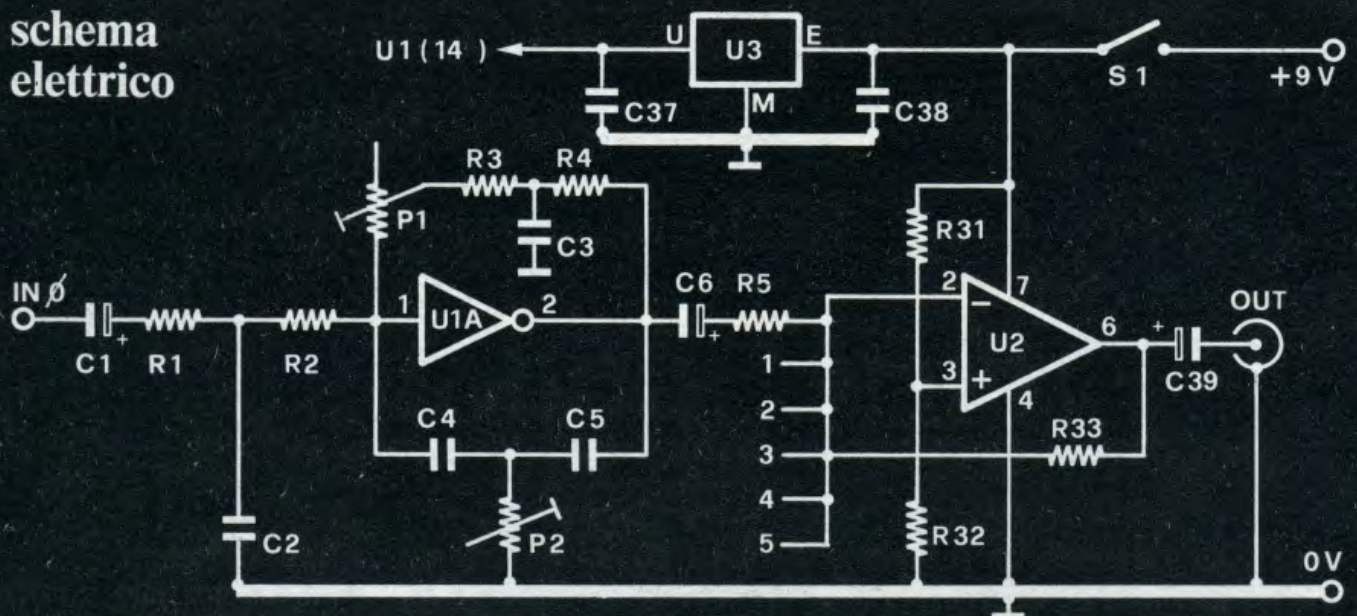 schema
elettrico
U1 (14)
U
U3
E
M
C37
C38
S1
+9V
R3
R4
P1
C3
R31
IN Ø
C1
+
R1
R2
1
U1A
2
C6
+
R5
2
−
7
U2
6
3
+
4
+
C39
OUT
1
2
3
4
5
C4
C5
R33
C2
P2
R32
0V